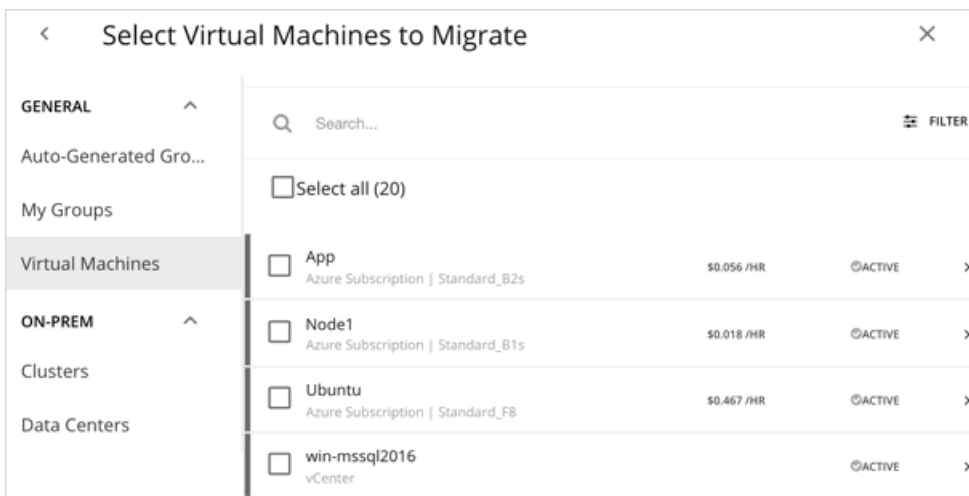 Select Virtual Machines to Migrate
GENERAL
Auto-Generated Gro...
My Groups
Virtual Machines
ON-PREM
Clusters
Data Centers
Search...
FILTER
Select all (20)
App
Azure Subscription | Standard_B2s
$0.056 /HR
ACTIVE
Node1
Azure Subscription | Standard_B1s
$0.018 /HR
ACTIVE
Ubuntu
Azure Subscription | Standard_F8
$0.467 /HR
ACTIVE
win-mssql2016
vCenter
ACTIVE